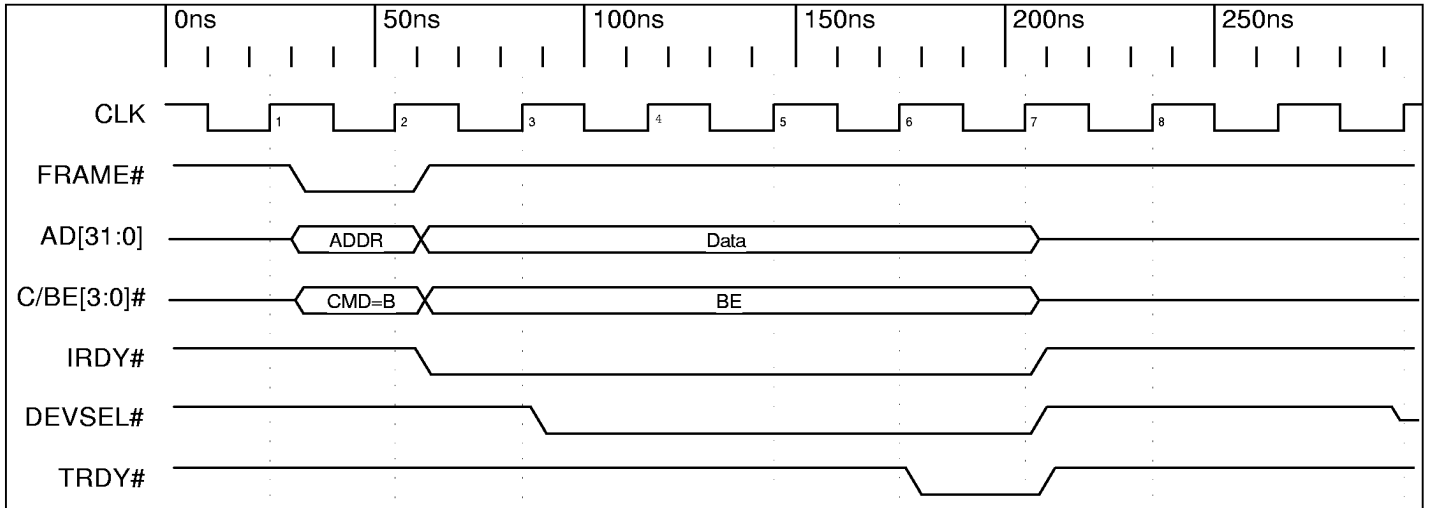 0ns 50ns 100ns 150ns 200ns 250ns
CLK 1 2 3 4 5 6 7 8
FRAME#
AD[31:0] ADDR Data
C/BE[3:0]# CMD=B BE
IRDY#
DEVSEL#
TRDY#